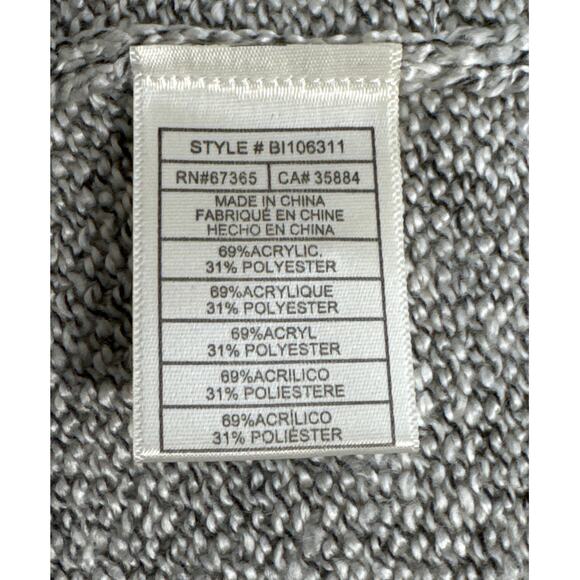 STYLE # BI106311
RN#67365 CA# 35884
MADE IN CHINA
FABRIQUÉ EN CHINE
HECHO EN CHINA
69%ACRYLIC.
31% POLYESTER
69%ACRYLIQUE
31% POLYESTER
69%ACRYL
31% POLYESTER
69%ACRILICO
31% POLIESTERE
69%ACRÍLICO
31% POLIÉSTER